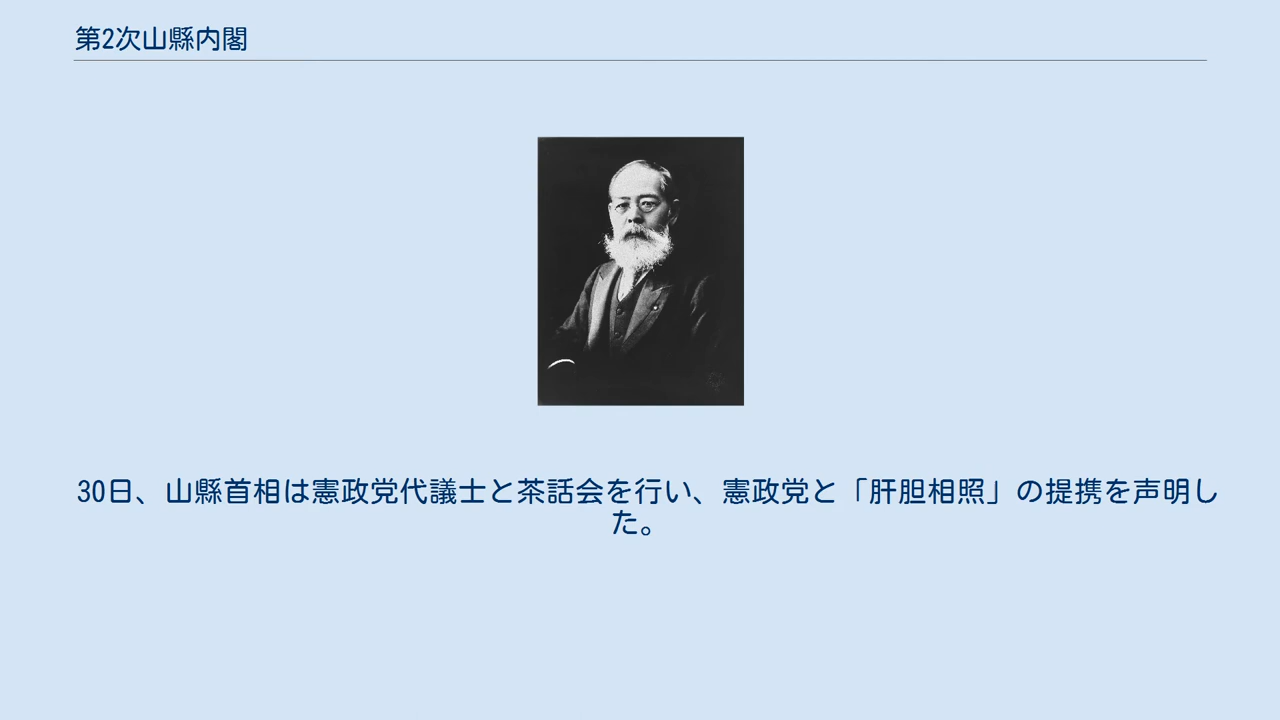 第2次山縣内閣
30日、山縣首相は憲政党代議士と茶話会を行い、憲政党と「肝胆相照」の提携を声明し
た。